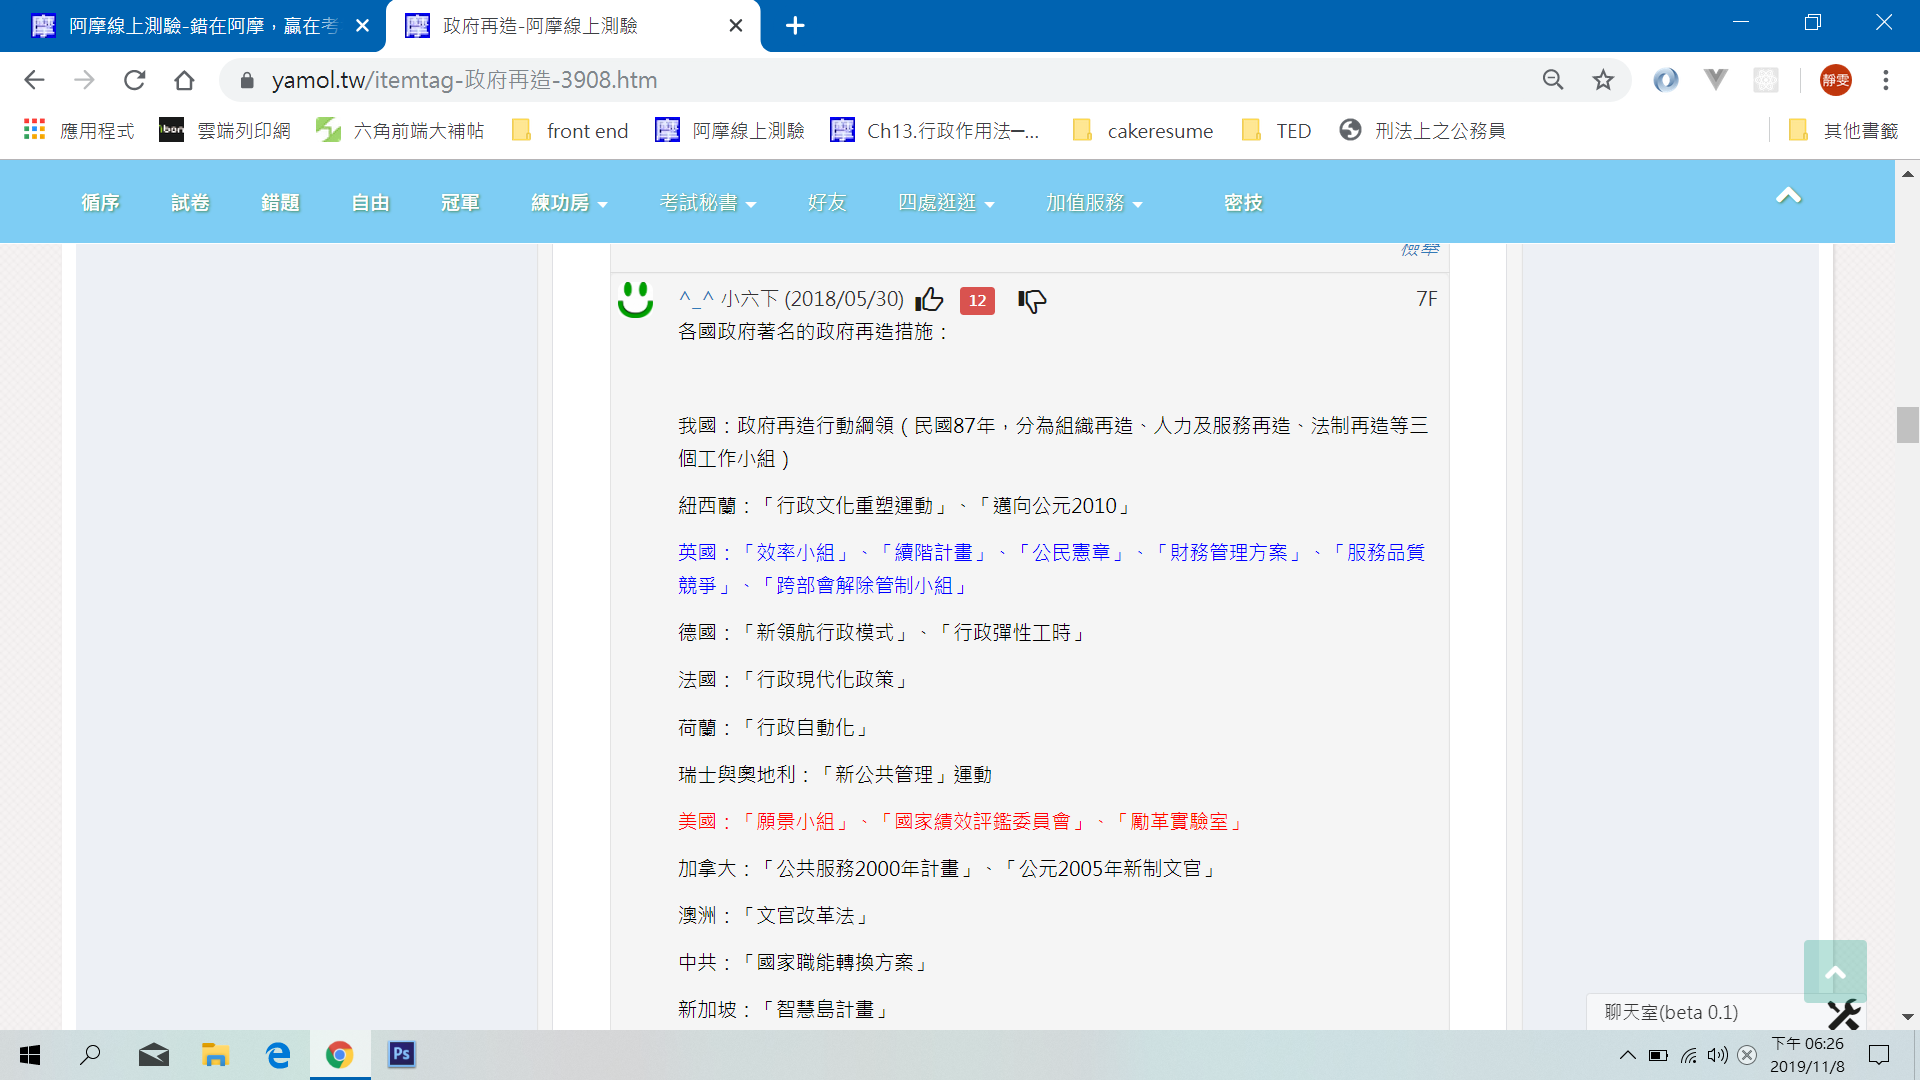 阿摩線上測驗-錯在阿摩，贏在考
政府再造-阿摩線上測驗
yamol.tw/itemtag-政府再造-3908.htm
靜雯
應用程式
ibon
雲端列印網
六角前端大補帖
front end
阿摩線上測驗
Ch13.行政作用法─...
cakeresume
TED
刑法上之公務員
其他書籤
循序
試卷
錯題
自由
冠軍
練功房
考試秘書
好友
四處逛逛
加值服務
密技
檢舉
^_^ 小六下 (2018/05/30) 12 7F
各國政府著名的政府再造措施：
我國：政府再造行動綱領（民國87年，分為組織再造、人力及服務再造、法制再造等三
個工作小組）
紐西蘭：「行政文化重塑運動」、「邁向公元2010」
英國：「效率小組」、「續階計畫」、「公民憲章」、「財務管理方案」、「服務品質
競爭」、「跨部會解除管制小組」
德國：「新領航行政模式」、「行政彈性工時」
法國：「行政現代化政策」
荷蘭：「行政自動化」
瑞士與奧地利：「新公共管理」運動
美國：「願景小組」、「國家績效評鑑委員會」、「勵革實驗室」
加拿大：「公共服務2000年計畫」、「公元2005年新制文官」
澳洲：「文官改革法」
中共：「國家職能轉換方案」
新加坡：「智慧島計畫」
聊天室(beta 0.1)
Ps
下午 06:26
2019/11/8